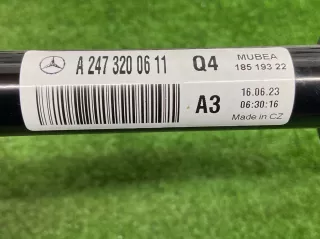 A 247 320 06 11 Q4 MUBEA
185 193 22
A3 16.06.23
06:30:16
Made in CZ